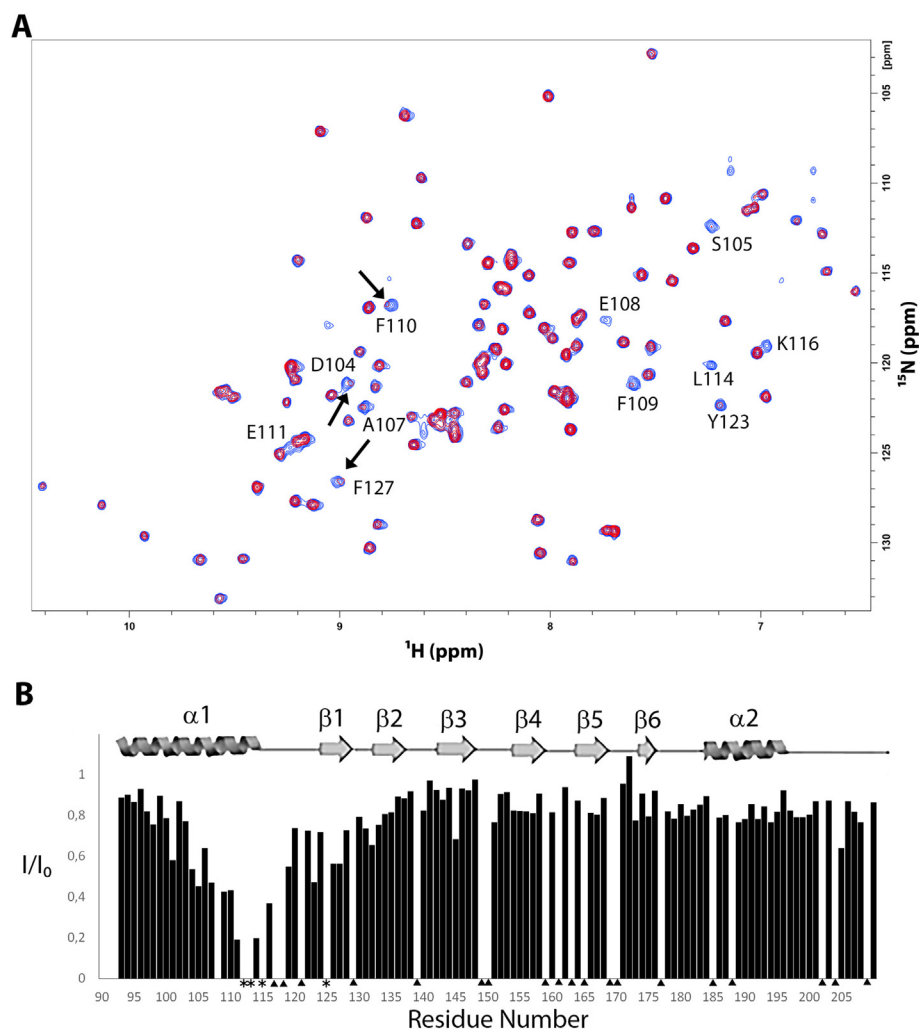 A
[ppm]
105
110
115
120
125
130
¹⁵N (ppm)
S105
F110
E108
D104
K116
L114
F109
A107
Y123
E111
F127
10
9
8
7
¹H (ppm)
B
α1
β1
β2
β3
β4
β5
β6
α2
1
0,8
0,6
0,4
0,2
0
I/I₀
* * * *
90 95 100 105 110 115 120 125 130 140 145 150 155 160 165 170 175 180 185 190 195 200 205
Residue Number